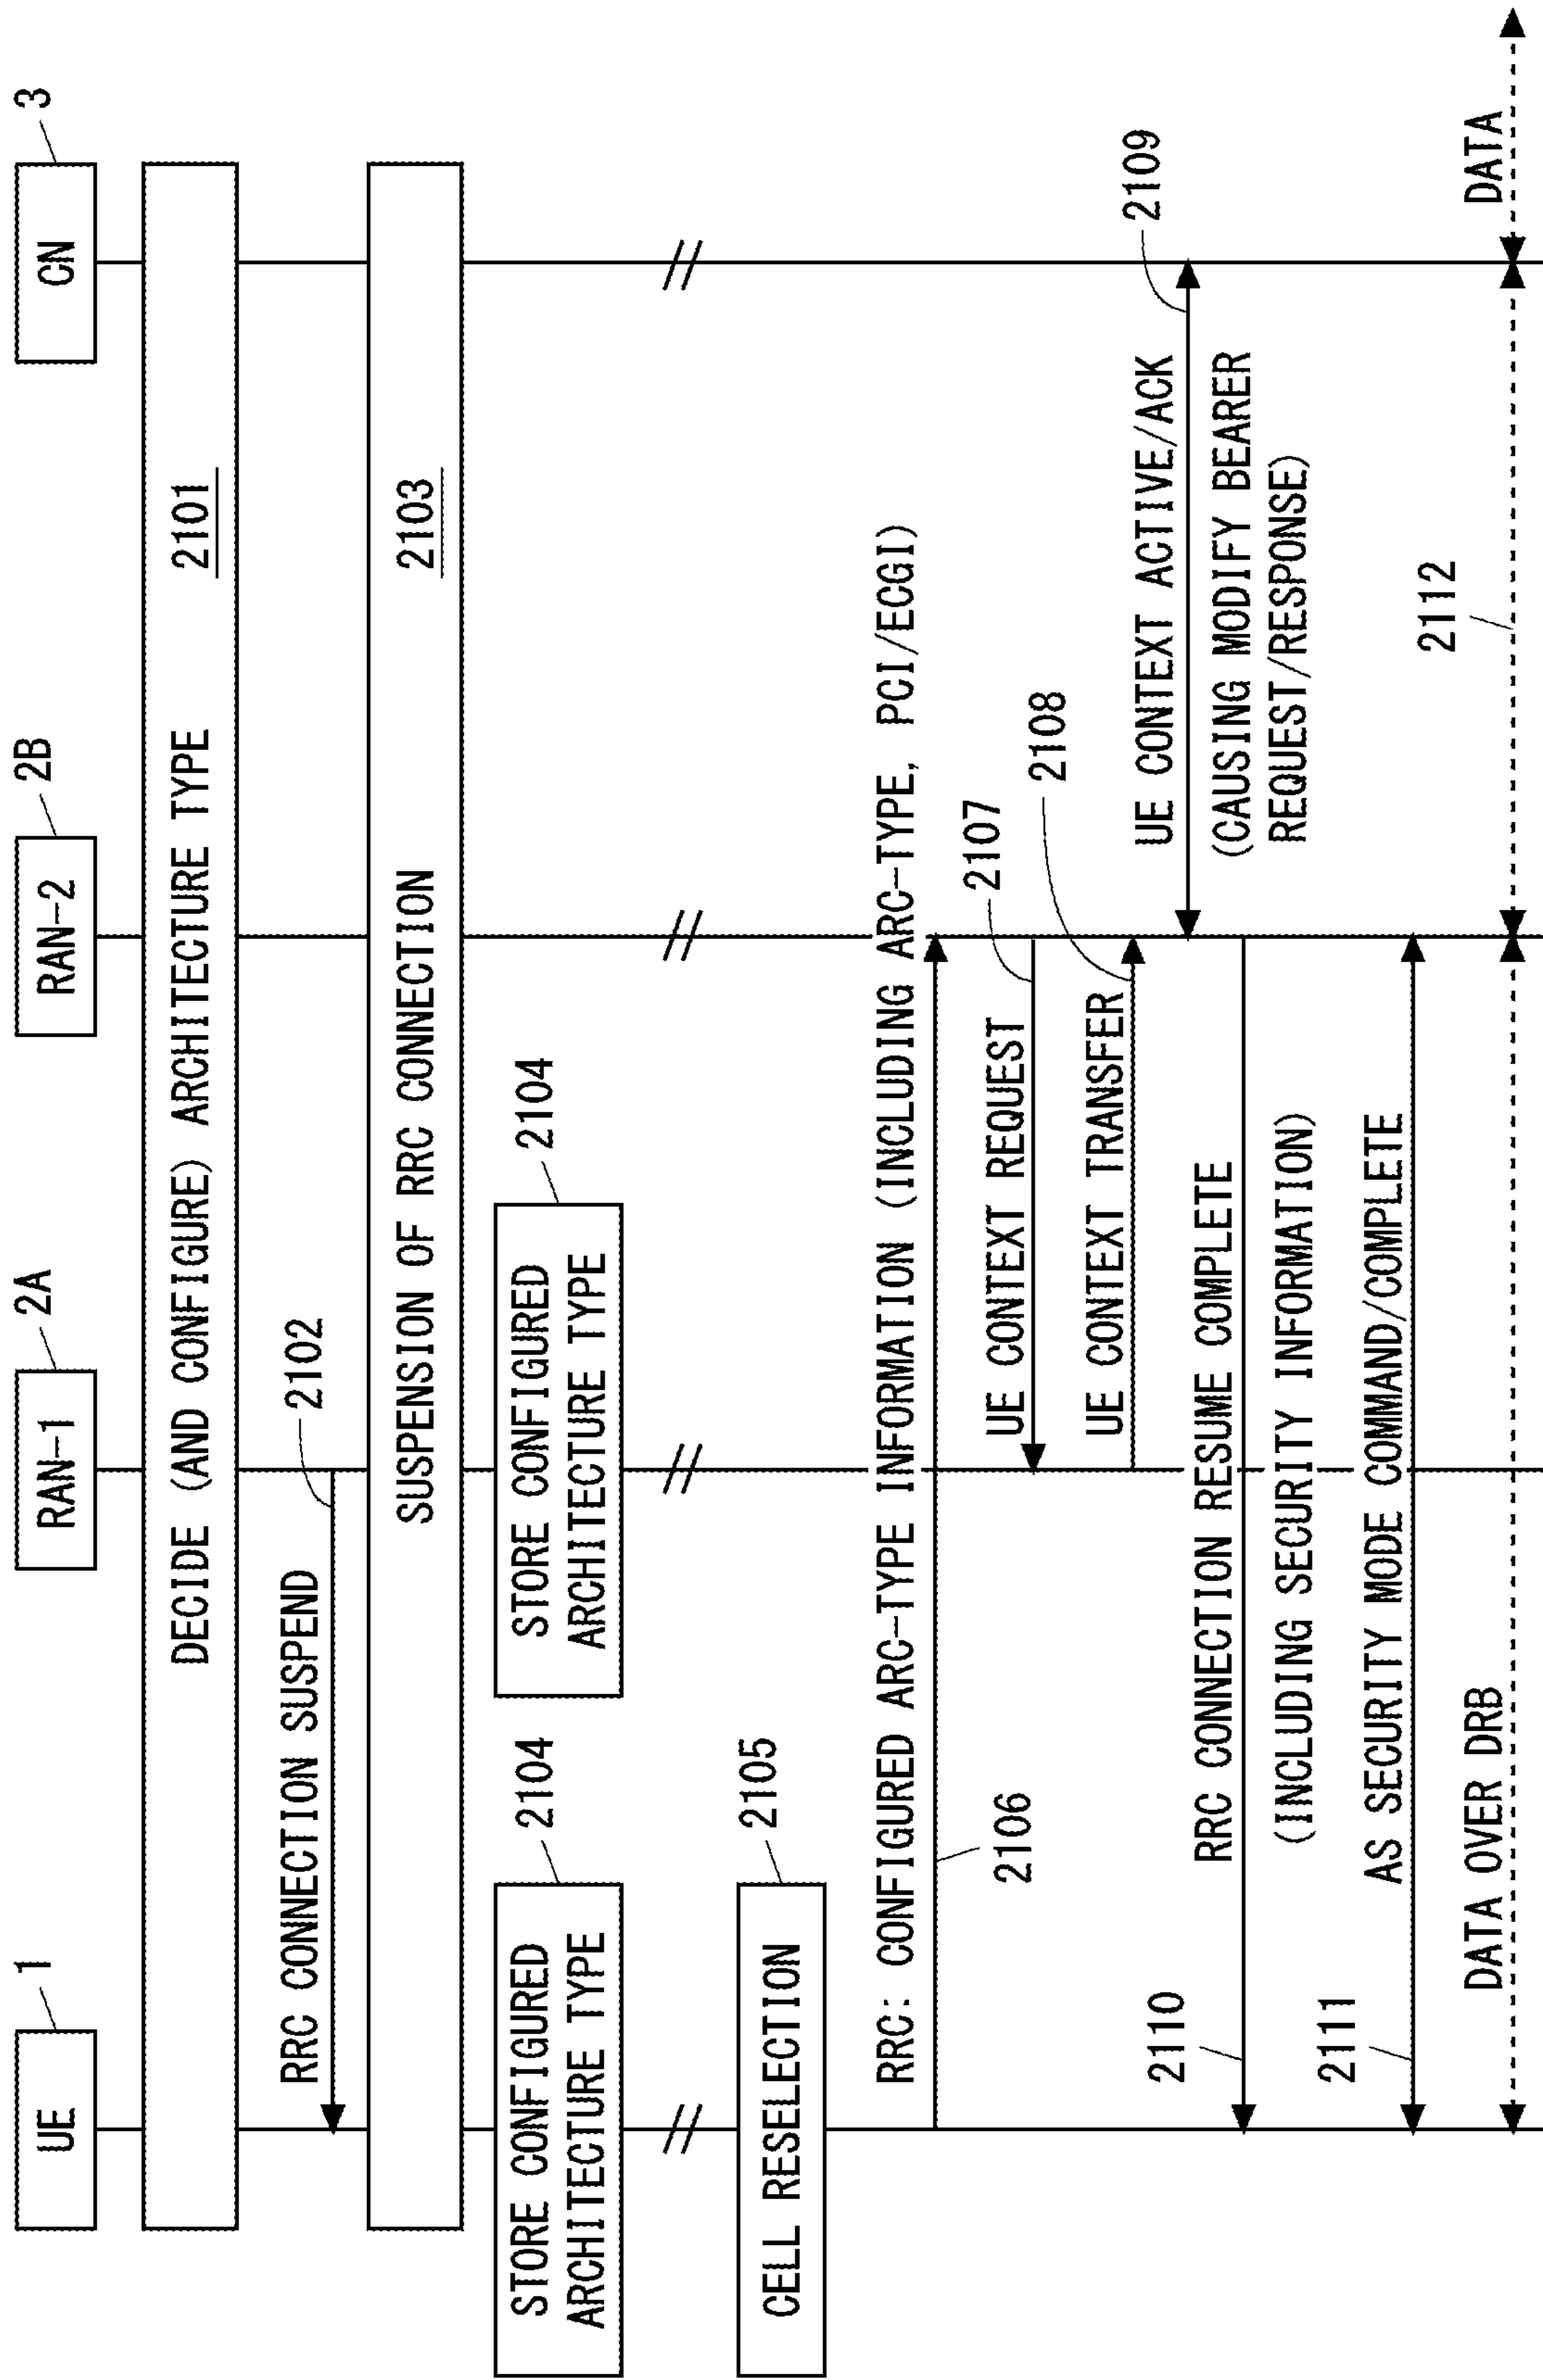 UE
1
RAN-1
2A
RAN-2
2B
CN
3
DECIDE (AND CONFIGURE) ARCHITECTURE TYPE
2101
RRC CONNECTION SUSPEND
2102
SUSPENSION OF RRC CONNECTION
2103
STORE CONFIGURED
ARCHITECTURE TYPE
2104
STORE CONFIGURED
ARCHITECTURE TYPE
2104
CELL RESELECTION
2105
RRC: CONFIGURED ARC-TYPE INFORMATION (INCLUDING ARC-TYPE, PCI/ECGI)
2106
UE CONTEXT REQUEST
2107
UE CONTEXT TRANSFER
2108
UE CONTEXT ACTIVE/ACK
2109
(CAUSING MODIFY BEARER
REQUEST/RESPONSE)
2110
RRC CONNECTION RESUME COMPLETE
(INCLUDING SECURITY INFORMATION)
2111
AS SECURITY MODE COMMAND/COMPLETE
DATA OVER DRB
2112
DATA